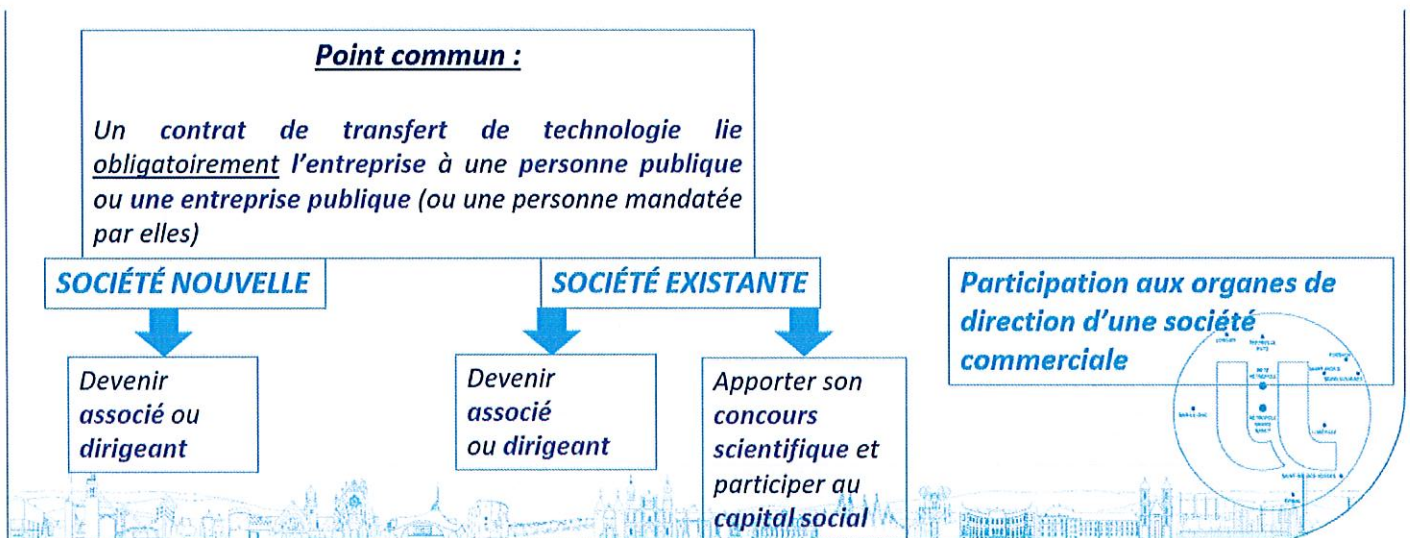 Point commun :
Un contrat de transfert de technologie lie
obligatoirement l'entreprise à une personne publique
ou une entreprise publique (ou une personne mandatée
par elles)
SOCIÉTÉ NOUVELLE
SOCIÉTÉ EXISTANTE
Participation aux organes de
direction d'une société
commerciale
Devenir
associé ou
dirigeant
Devenir
associé
ou dirigeant
Apporter son
concours
scientifique et
participer au
capital social